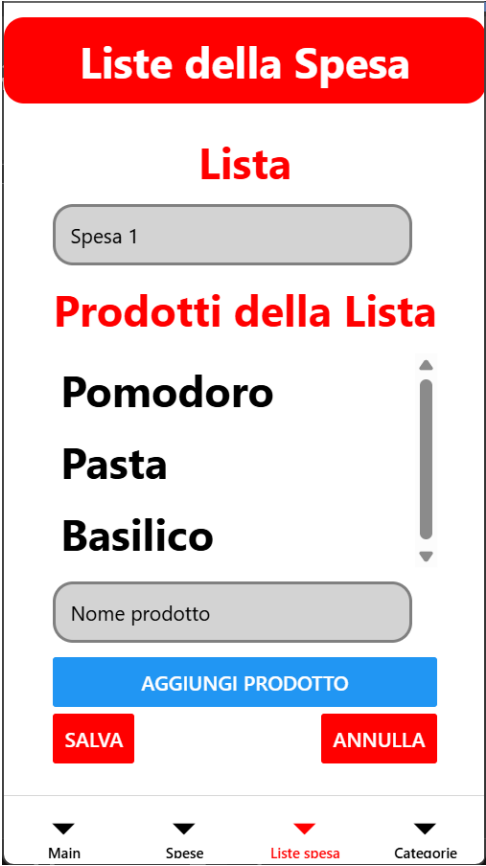 Liste della Spesa
Lista
Spesa 1
Prodotti della Lista
Pomodoro
Pasta
Basilico
Nome prodotto
AGGIUNGI PRODOTTO
SALVA ANNULLA
Main Spese Liste spesa Categorie